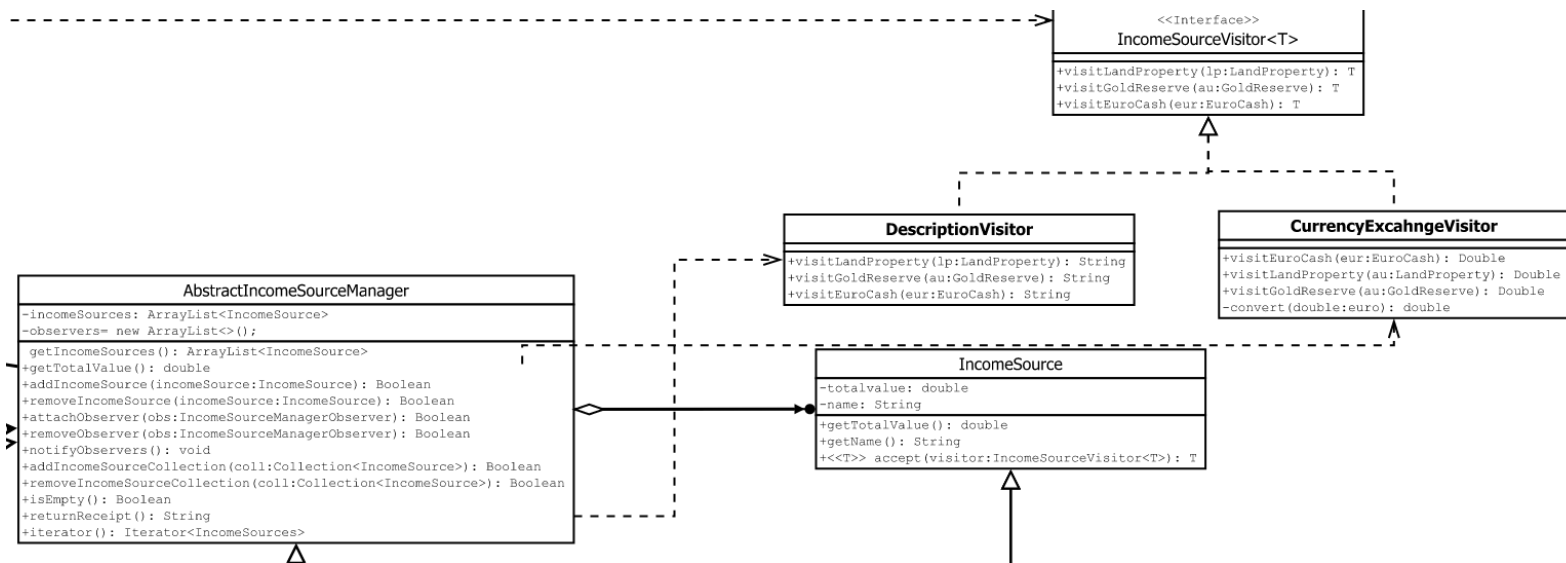 <<Interface>>
IncomeSourceVisitor<T>
+visitLandProperty(lp:LandProperty): T
+visitGoldReserve(au:GoldReserve): T
+visitEuroCash(eur:EuroCash): T
DescriptionVisitor
+visitLandProperty(lp:LandProperty): String
+visitGoldReserve(au:GoldReserve): String
+visitEuroCash(eur:EuroCash): String
CurrencyExcahngeVisitor
+visitEuroCash(eur:EuroCash): Double
+visitLandProperty(au:LandProperty): Double
+visitGoldReserve(au:GoldReserve): Double
-convert(double:euro): double
AbstractIncomeSourceManager
-incomeSources: ArrayList<IncomeSource>
-observers= new ArrayList<>();
getIncomeSources(): ArrayList<IncomeSource>
+getTotalValue(): double
+addIncomeSource(incomeSource:IncomeSource): Boolean
+removeIncomeSource(incomeSource:IncomeSource): Boolean
+attachObserver(obs:IncomeSourceManagerObserver): Boolean
+removeObserver(obs:IncomeSourceManagerObserver): Boolean
+notifyObservers(): void
+addIncomeSourceCollection(coll:Collection<IncomeSource>): Boolean
+removeIncomeSourceCollection(coll:Collection<IncomeSource>): Boolean
+isEmpty(): Boolean
+returnReceipt(): String
+iterator(): Iterator<IncomeSources>
IncomeSource
-totalvalue: double
-name: String
+getTotalValue(): double
+getName(): String
+<<T>> accept(visitor:IncomeSourceVisitor<T>): T